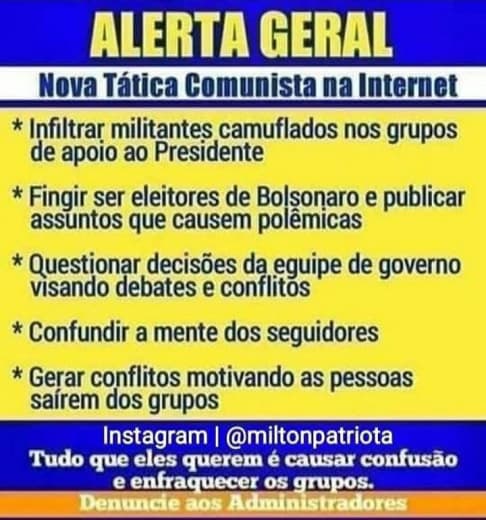 ALERTA GERAL
Nova Tática Comunista na Internet
* Infiltrar militantes camuflados nos grupos
de apoio ao Presidente
* Fingir ser eleitores de Bolsonaro e publicar
assuntos que causem polêmicas
* Questionar decisões da equipe de governo
visando debates e conflitos
* Confundir a mente dos seguidores
* Gerar conflitos motivando as pessoas
saírem dos grupos
Instagram | @miltonpatriota
Tudo que eles querem é causar confusão
e enfraquecer os grupos.
Denuncie aos Administradores